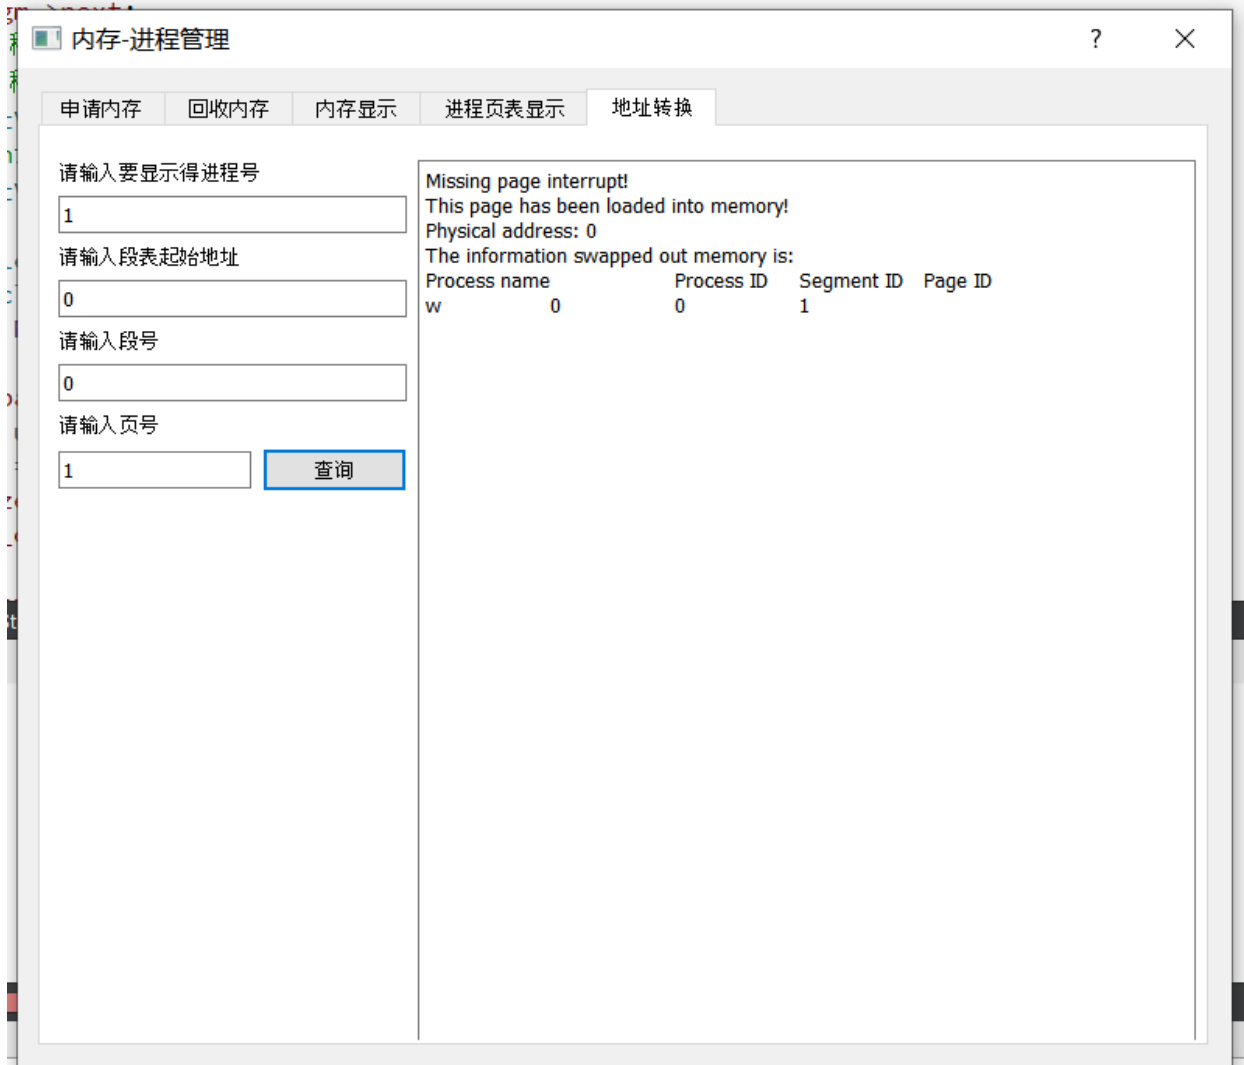 内存-进程管理
?
申请内存 回收内存 内存显示 进程页表显示 地址转换
请输入要显示得进程号
1
请输入段表起始地址
0
请输入段号
0
请输入页号
1
查询
Missing page interrupt!
This page has been loaded into memory!
Physical address: 0
The information swapped out memory is:
Process name Process ID Segment ID Page ID
w 0 0 1